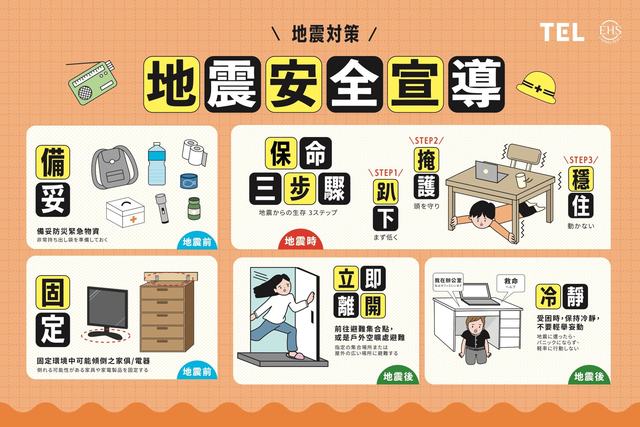 \ 地震対策 /
TEL
EHS
地震安全宣導
備妥
備妥防災緊急物資
非常持ち出し袋を準備しておく
地震前
保命
三步驟
地震からの生存 3ステップ
地震時
\STEP1/
趴下
まず低く
\STEP2/
掩護
頭を守り
\STEP3/
穩住
動かない
固定
固定環境中可能傾倒之家俱/電器
倒れる可能性がある家具や家電製品を固定する
地震前
立即
離開
前往避難集合點,
或是戶外空曠處避難
指定の集合場所または
屋外の広い場所に避難する
地震後
我在辦公室
救命
冷靜
受困時,保持冷靜,
不要輕舉妄動
地震に遭ったら、
パニックにならず、
軽率に行動しない
地震後